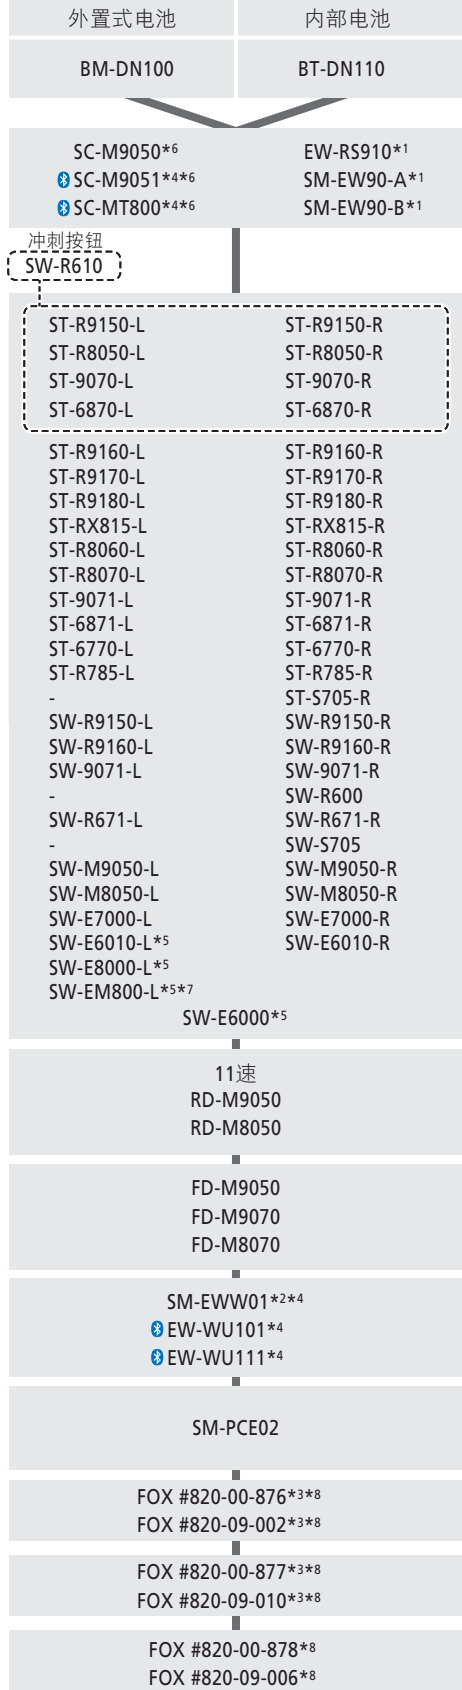 外置式电池 内部电池
BM-DN100 BT-DN110
SC-M9050*6 EW-RS910*1
SC-M9051*4*6 SM-EW90-A*1
SC-MT800*4*6 SM-EW90-B*1
冲刺按钮
SW-R610
ST-R9150-L ST-R9150-R
ST-R8050-L ST-R8050-R
ST-9070-L ST-9070-R
ST-6870-L ST-6870-R
ST-R9160-L ST-R9160-R
ST-R9170-L ST-R9170-R
ST-R9180-L ST-R9180-R
ST-RX815-L ST-RX815-R
ST-R8060-L ST-R8060-R
ST-R8070-L ST-R8070-R
ST-9071-L ST-9071-R
ST-6871-L ST-6871-R
ST-6770-L ST-6770-R
ST-R785-L ST-R785-R
- ST-S705-R
SW-R9150-L SW-R9150-R
SW-R9160-L SW-R9160-R
SW-9071-L SW-9071-R
- SW-R600
SW-R671-L SW-R671-R
- SW-S705
SW-M9050-L SW-M9050-R
SW-M8050-L SW-M8050-R
SW-E7000-L SW-E7000-R
SW-E6010-L*5 SW-E6010-R
SW-E8000-L*5
SW-EM800-L*5*7
SW-E6000*5
11速
RD-M9050
RD-M8050
FD-M9050
FD-M9070
FD-M8070
SM-EWW01*2*4
EW-WU101*4
EW-WU111*4
SM-PCE02
FOX #820-00-876*3*8
FOX #820-09-002*3*8
FOX #820-00-877*3*8
FOX #820-09-010*3*8
FOX #820-00-878*8
FOX #820-09-006*8